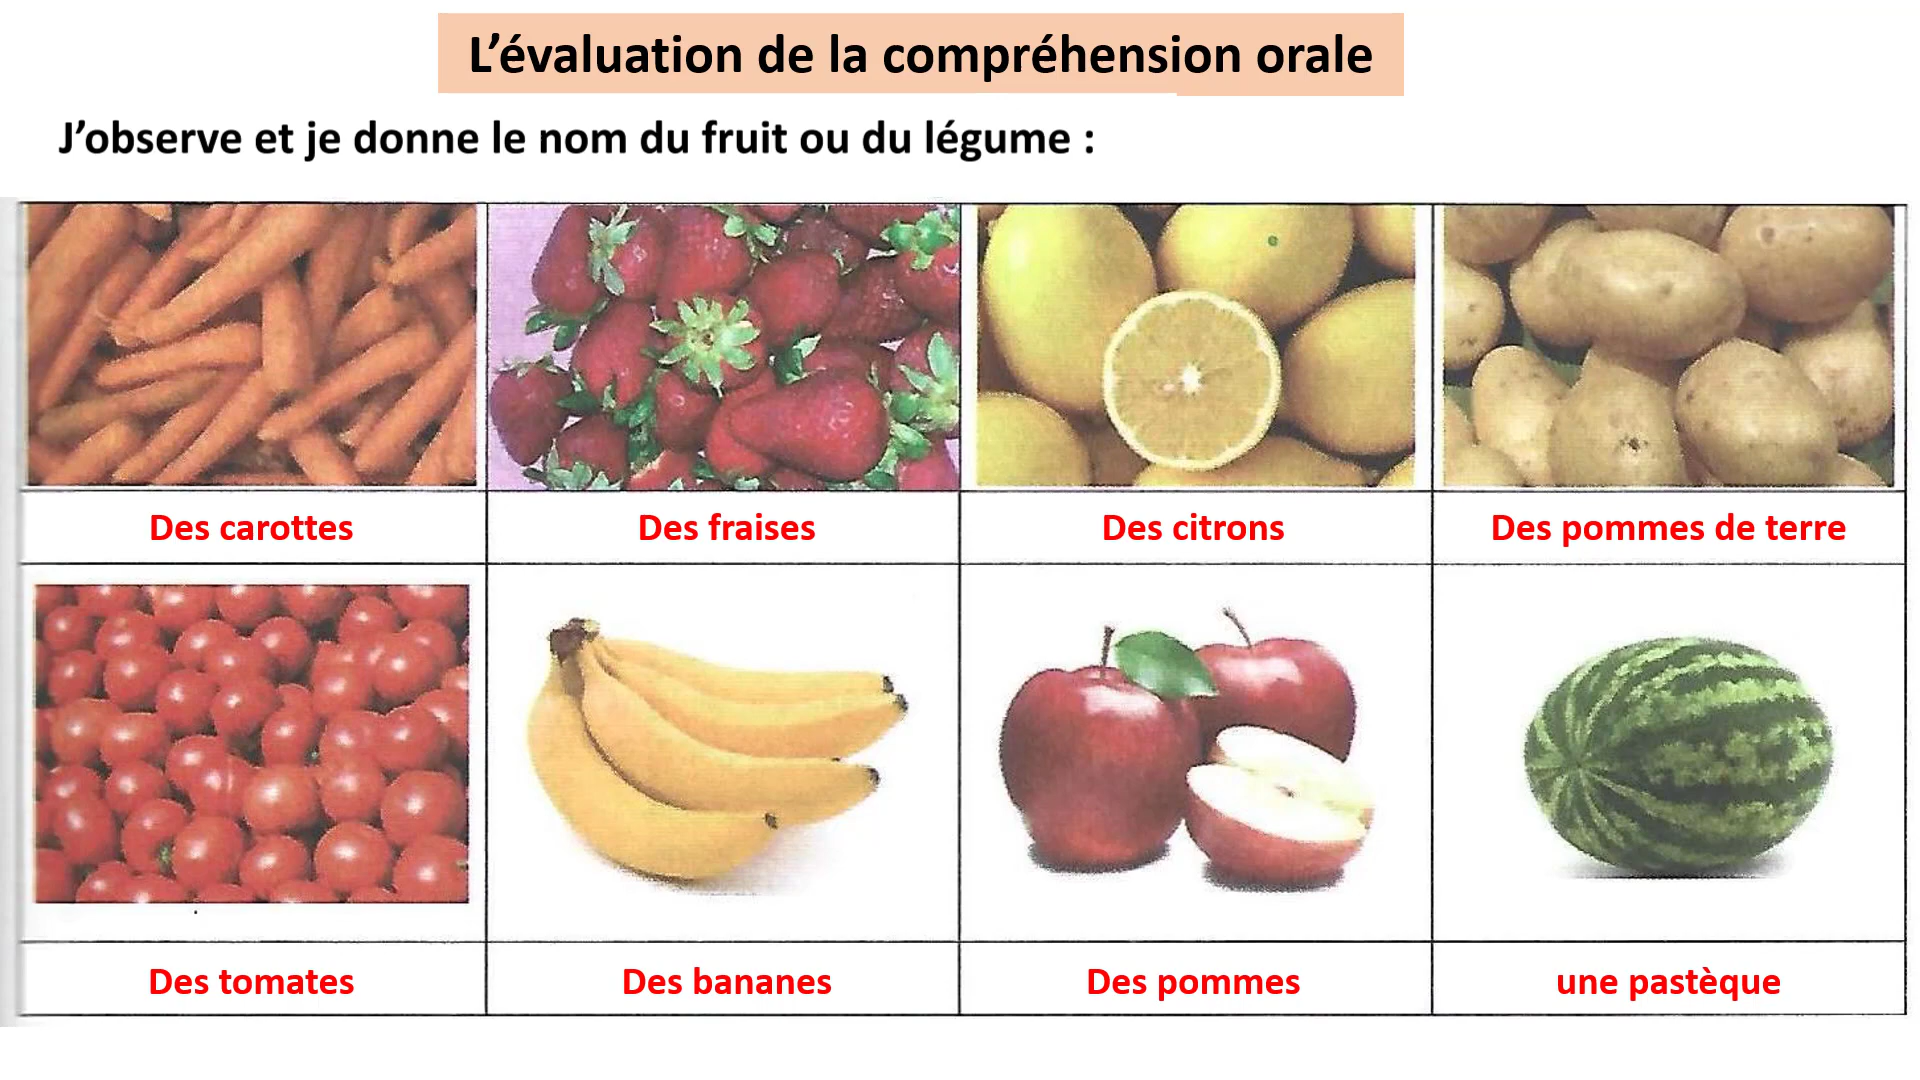 L’évaluation de la compréhension orale
J’observe et je donne le nom du fruit ou du légume :
Des carottes
Des fraises
Des citrons
Des pommes de terre
Des tomates
Des bananes
Des pommes
une pastèque